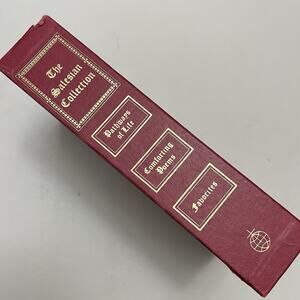 The
Salesian
Collection
Pathways
of Life
Comforting
Poems
Favorites